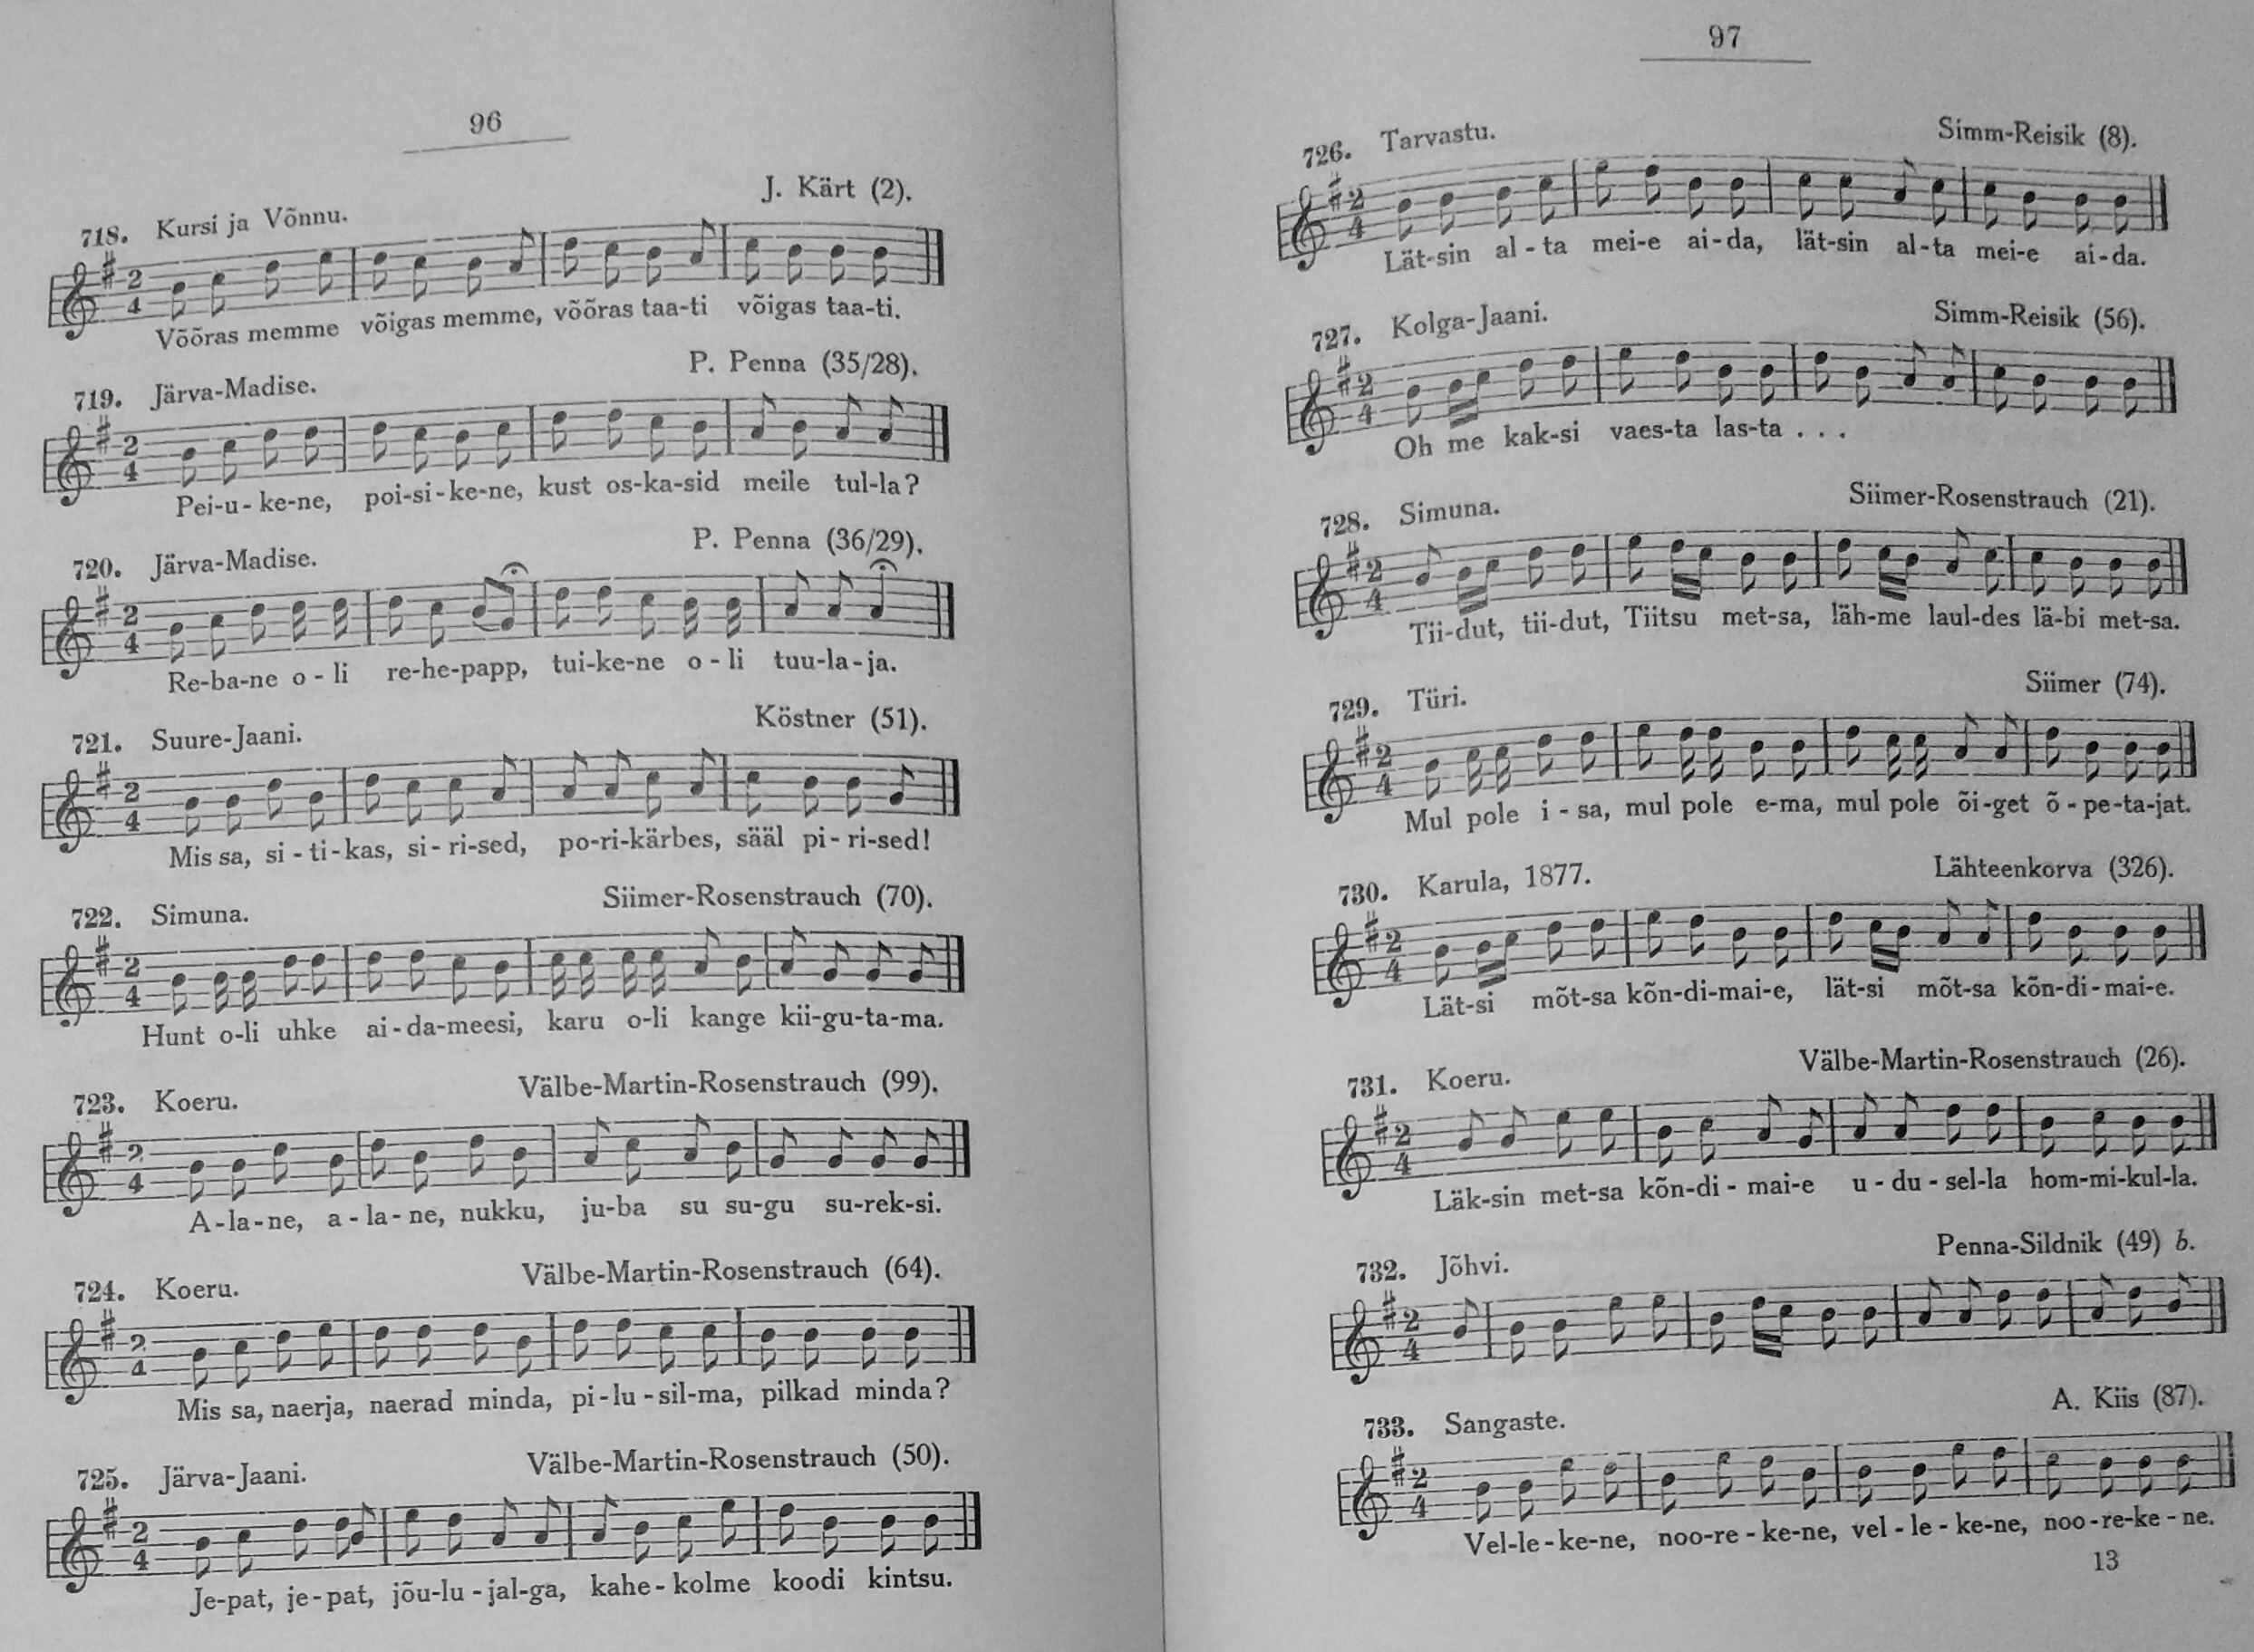 96
J. Kärt (2).
718. Kursi ja Võnnu.
2
4
Võõras memme võigas memme, võõras taa-ti võigas taa-ti.
P. Penna (35/28).
719. Järva-Madise.
2
4
Pei-u-ke-ne, poi-si-ke-ne, kust os-ka-sid meile tul-la?
P. Penna (36/29).
720. Järva-Madise.
2
4
Re-ba-ne o-li re-he-papp, tui-ke-ne o-li tuu-la-ja.
Köstner (51).
721. Suure-Jaani.
2
4
Mis sa, si-ti-kas, si-ri-sed, po-ri-kärbes, sääl pi-ri-sed!
Siimer-Rosenstrauch (70).
722. Simuna.
2
4
Hunt o-li uhke ai-da-meesi, karu o-li kange kii-gu-ta-ma.
Välbe-Martin-Rosenstrauch (99).
723. Koeru.
2
4
A-la-ne, a-la-ne, nukku, ju-ba su su-gu su-rek-si.
Välbe-Martin-Rosenstrauch (64).
724. Koeru.
2
4
Mis sa, naerja, naerad minda, pi-lu-sil-ma, pilkad minda?
Välbe-Martin-Rosenstrauch (50).
725. Järva-Jaani.
2
4
Je-pat, je-pat, jõu-lu-jal-ga, kahe-kolme koodi kintsu.
97
726. Tarvastu. Simm-Reisik (8).
2
4
Lät-sin al-ta mei-e ai-da, lät-sin al-ta mei-e ai-da.
727. Kolga-Jaani. Simm-Reisik (56).
2
4
Oh me kak-si vaes-ta las-ta . . .
728. Simuna. Siimer-Rosenstrauch (21).
2
4
Tii-dut, tii-dut, Tiitsu met-sa, läh-me laul-des lä-bi met-sa.
729. Türi. Siimer (74).
2
4
Mul pole i-sa, mul pole e-ma, mul pole õi-get õ-pe-ta-jat.
730. Karula, 1877. Lähteenkorva (326).
2
4
Lät-si mõt-sa kõn-di-mai-e, lät-si mõt-sa kõn-di-mai-e.
731. Koeru. Välbe-Martin-Rosenstrauch (26).
2
4
Läk-sin met-sa kõn-di-mai-e u-du-sel-la hom-mi-kul-la.
732. Jõhvi. Penna-Sildnik (49) b.
2
4
733. Sangaste. A. Kiis (87).
2
4
Vel-le-ke-ne, noo-re-ke-ne, vel-le-ke-ne, noo-re-ke-ne.
13